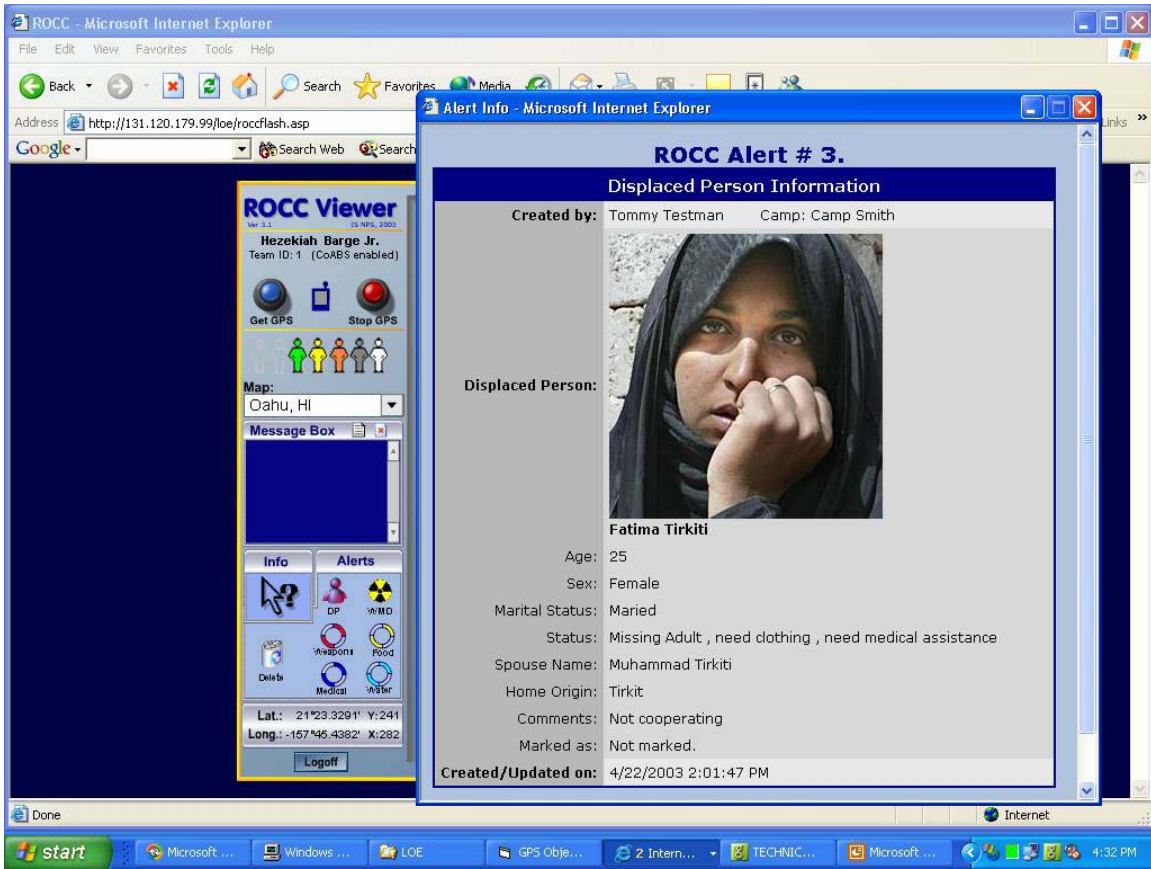 ROCC - Microsoft Internet Explorer
File Edit View Favorites Tools Help
Back Search Favorites Media
Address http://131.120.179.99/loe/roccflash.asp
Links »
Google Search Web Search
Alert Info - Microsoft Internet Explorer
ROCC Alert # 3.
Displaced Person Information
Created by: Tommy Testman Camp: Camp Smith
Displaced Person:
Fatima Tirkiti
Age: 25
Sex: Female
Marital Status: Maried
Status: Missing Adult , need clothing , need medical assistance
Spouse Name: Muhammad Tirkiti
Home Origin: Tirkit
Comments: Not cooperating
Marked as: Not marked.
Created/Updated on: 4/22/2003 2:01:47 PM
ROCC Viewer
Ver 3.1 IS NPS, 2003
Hezekiah Barge Jr.
Team ID: 1 (CoABS enabled)
Get GPS Stop GPS
Map:
Oahu, HI
Message Box
Info Alerts
DP WMD
Weapons Food
Delete Medical Water
Lat.: 21°23.3291' Y:241
Long.: -157°45.4382' X:282
Logoff
Done Internet
start Microsoft ... Windows ... LOE GPS Obje... 2 Intern... TECHNIC... Microsoft ... 4:32 PM